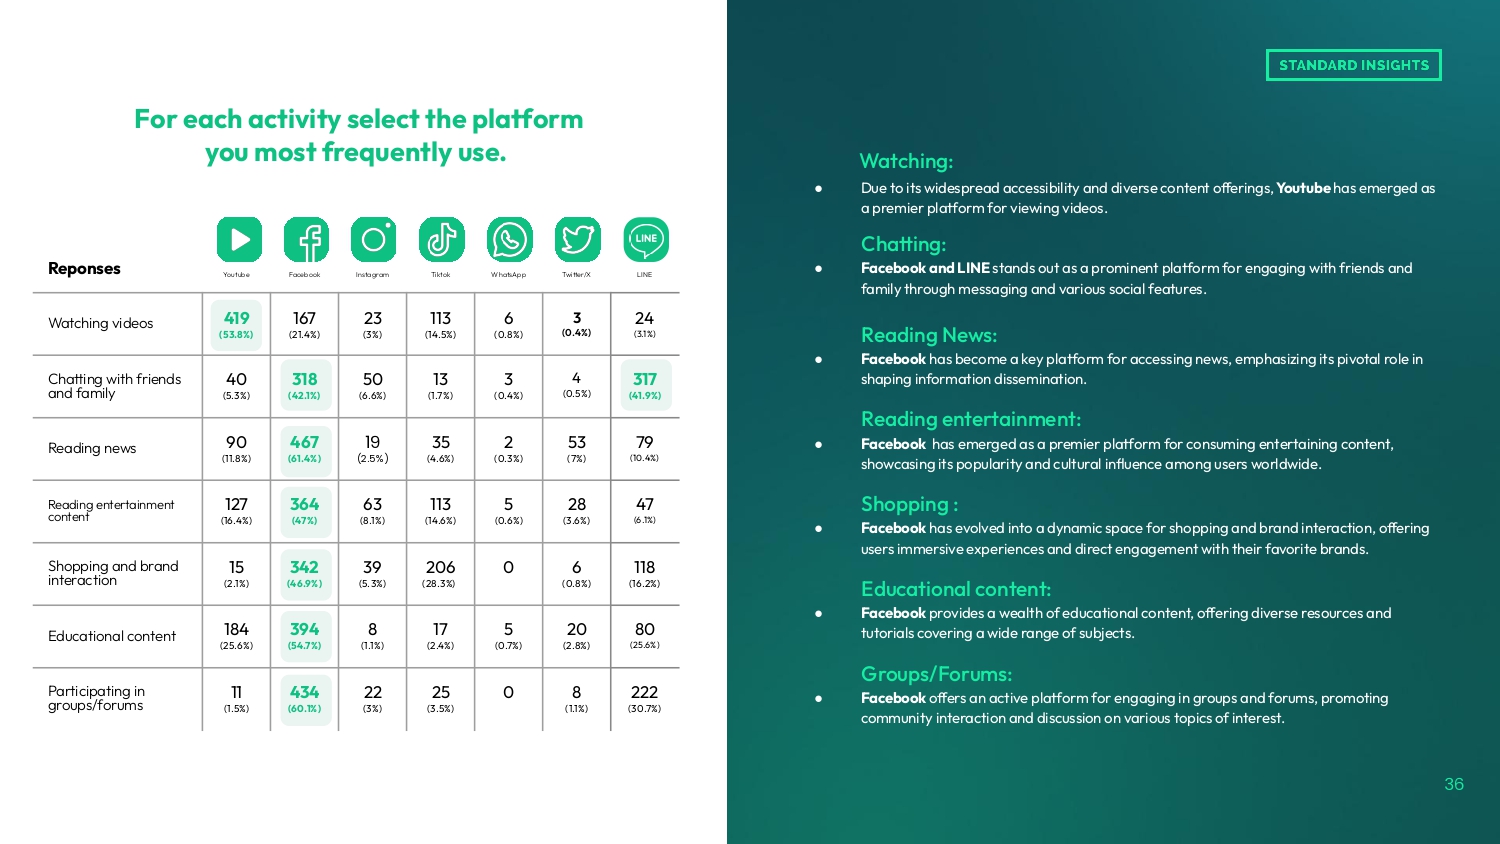 For each activity select the platform
you most frequently use.
LINE
Reponses
Youtube
Facebook
Instagram
Tiktok
WhatsApp
Twitter/X
LINE
Watching videos
419
167
23
113
6
3
24
(53.8%)
(21.4%)
(3%)
(14.5%)
(0.8%)
(0.4%)
(3.1%)
Chatting with friends
and family
40
318
50
13
3
4
317
(5.3%)
(42.1%)
(6.6%)
(1.7%)
(0.4%)
(0.5%)
(41.9%)
Reading news
90
467
19
35
2
53
79
(11.8%)
(61.4%)
(2.5%)
(4.6%)
(0.3%)
(7%)
(10.4%)
Reading entertainment
content
127
364
63
113
5
28
47
(16.4%)
(47%)
(8.1%)
(14.6%)
(0.6%)
(3.6%)
(6.1%)
Shopping and brand
interaction
15
342
39
206
0
6
118
(2.1%)
(46.9%)
(5.3%)
(28.3%)
(0.8%)
(16.2%)
Educational content
184
394
8
17
5
20
80
(25.6%)
(54.7%)
(1.1%)
(2.4%)
(0.7%)
(2.8%)
(25.6%)
Participating in
groups/forums
11
434
22
25
0
8
222
(1.5%)
(60.1%)
(3%)
(3.5%)
(1.1%)
(30.7%)
STANDARD INSIGHTS
Watching:
● Due to its widespread accessibility and diverse content offerings, Youtube has emerged as
a premier platform for viewing videos.
Chatting:
● Facebook and LINE stands out as a prominent platform for engaging with friends and
family through messaging and various social features.
Reading News:
● Facebook has become a key platform for accessing news, emphasizing its pivotal role in
shaping information dissemination.
Reading entertainment:
● Facebook has emerged as a premier platform for consuming entertaining content,
showcasing its popularity and cultural influence among users worldwide.
Shopping :
● Facebook has evolved into a dynamic space for shopping and brand interaction, offering
users immersive experiences and direct engagement with their favorite brands.
Educational content:
● Facebook provides a wealth of educational content, offering diverse resources and
tutorials covering a wide range of subjects.
Groups/Forums:
● Facebook offers an active platform for engaging in groups and forums, promoting
community interaction and discussion on various topics of interest.
36